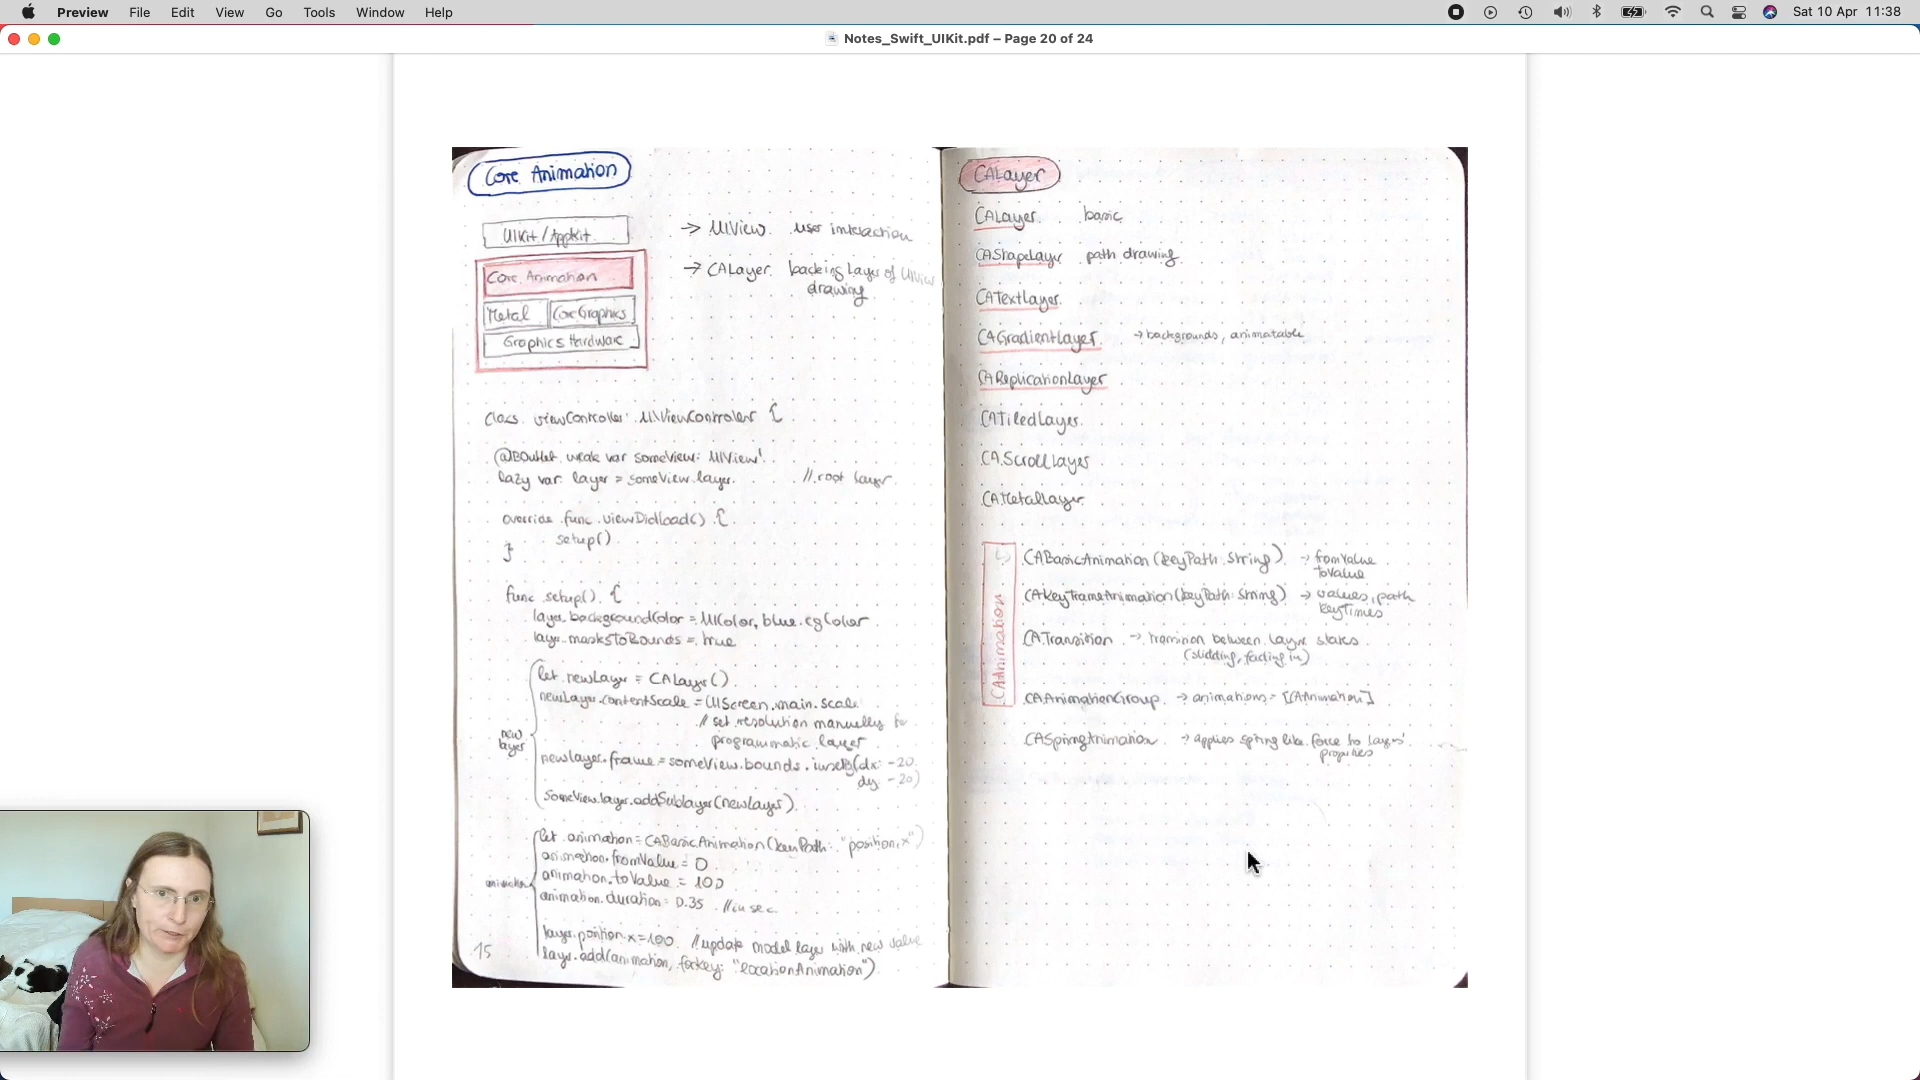 Preview File Edit View Go Tools Window Help
Sat 10 Apr 11:38
Notes_Swift_UIKit.pdf – Page 20 of 24
Core Animation
UIKit / AppKit
Core Animation
Metal CoreGraphics
Graphics Hardware
→ UIView user interaction
→ CALayer backing layer of UIView
drawing
class viewController: UIViewController {
@IBOutlet weak var someView: UIView!
lazy var layer = someView.layer // root layer
override func viewDidLoad() {
setup()
}
func setup() {
layer.backgroundColor = UIColor, blue.cgColor
layer.masksToBounds = true
new
layer
let newLayer = CALayer()
newLayer.contentScale = UIScreen.main.scale
// set resolution manually for
programmatic layer
newLayer.frame = someView.bounds.insetBy(dx: -20
dy: -20)
someView.layer.addSublayer(newLayer)
animation
let animation = CABasicAnimation(keyPath: "position.x")
animation.fromValue = 0
animation.toValue = 100
animation.duration = 0.35 // in sec
layer.position.x = 100 // update model layer with new value
layer.add(animation, forKey: "locationAnimation")
15
CALayer
CALayer basic
CAShapeLayer path drawing
CATextLayer
CAGradientLayer → backgrounds, animatable
CAReplicationLayer
CATiledLayer
CAScrollLayer
CAMetalLayer
CAAnimation
CABasicAnimation (keyPath: String) → fromValue
toValue
CAKeyFrameAnimation (keyPath: String) → values, path
keyTimes
CATransition → transition between layer states
(slidding, fading in)
CAAnimationGroup → animations = [CAAnimation]
CASpringAnimation → applies spring like force to layers'